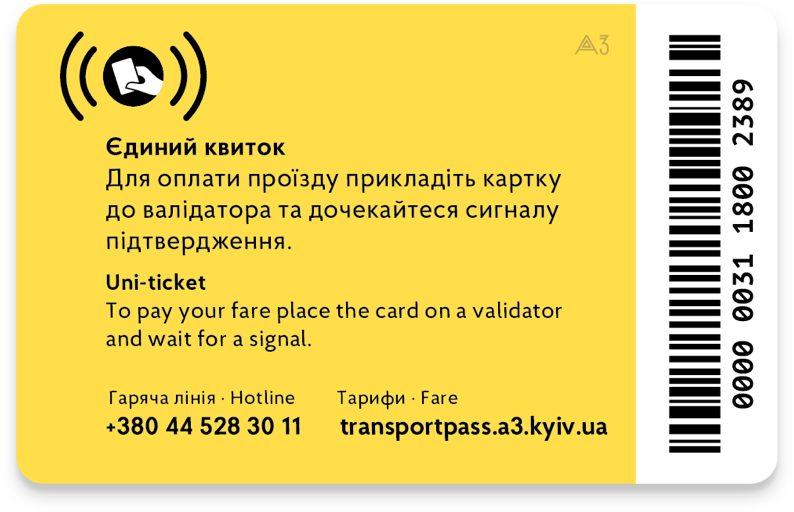 A3
Єдиний квиток
Для оплати проїзду прикладіть картку
до валідатора та дочекайтеся сигналу
підтвердження.
Uni-ticket
To pay your fare place the card on a validator
and wait for a signal.
Гаряча лінія · Hotline
+380 44 528 30 11
Тарифи · Fare
transportpass.a3.kyiv.ua
0000 0031 1800 2389